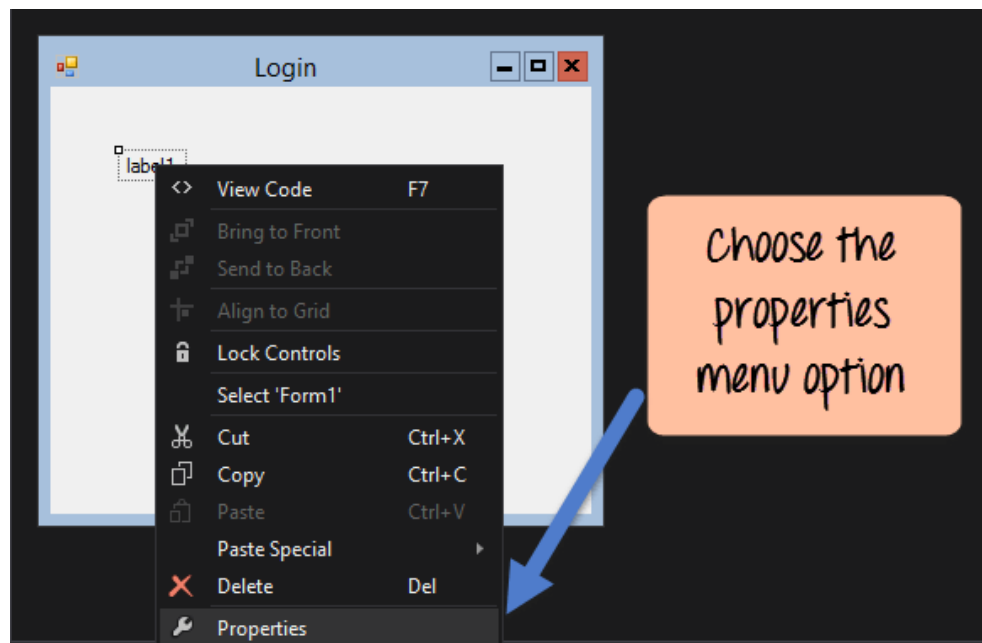 Login
label1
View Code F7
Bring to Front
Send to Back
Align to Grid
Lock Controls
Select 'Form1'
Cut Ctrl+X
Copy Ctrl+C
Paste Ctrl+V
Paste Special
Delete Del
Properties
Choose the
properties
menu option